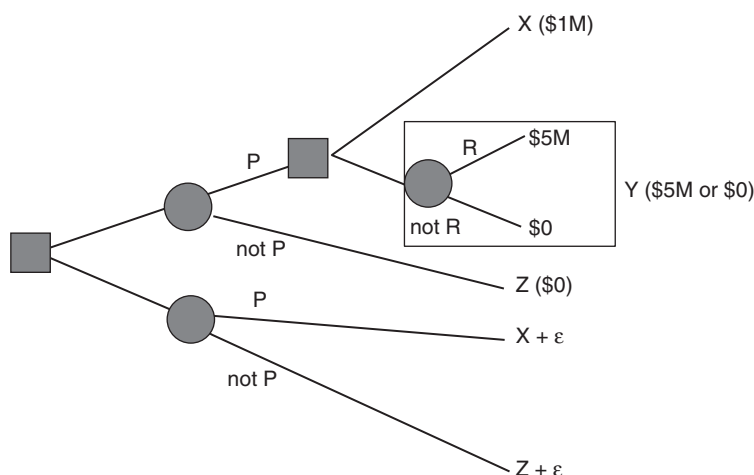 X ($1M)
P
R
$5M
Y ($5M or $0)
not R
$0
not P
Z ($0)
P
X + ε
not P
Z + ε